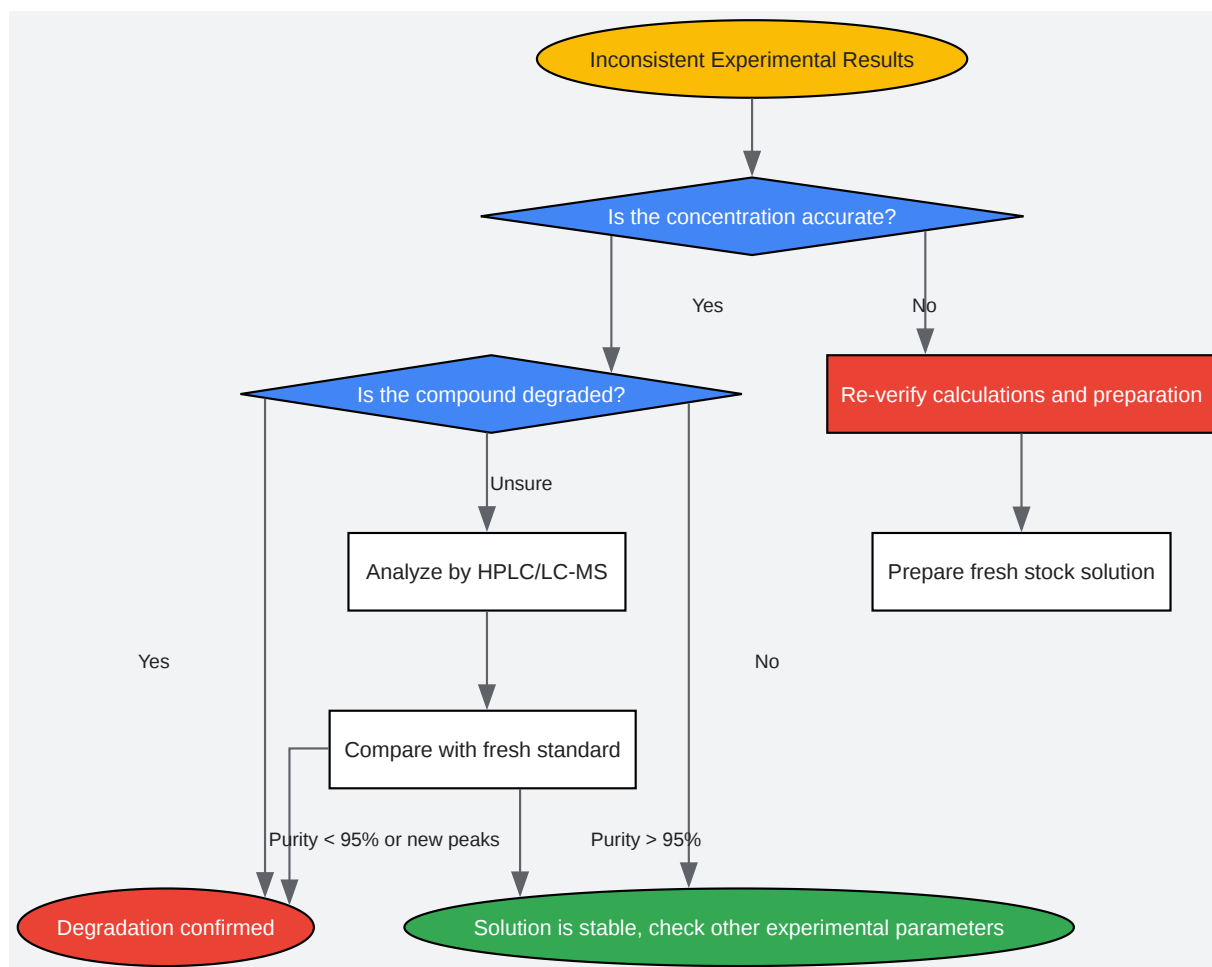 Inconsistent Experimental Results
Is the concentration accurate?
Yes
No
Is the compound degraded?
Re-verify calculations and preparation
Unsure
Analyze by HPLC/LC-MS
Prepare fresh stock solution
Yes
No
Compare with fresh standard
Purity < 95% or new peaks
Purity > 95%
Degradation confirmed
Solution is stable, check other experimental parameters